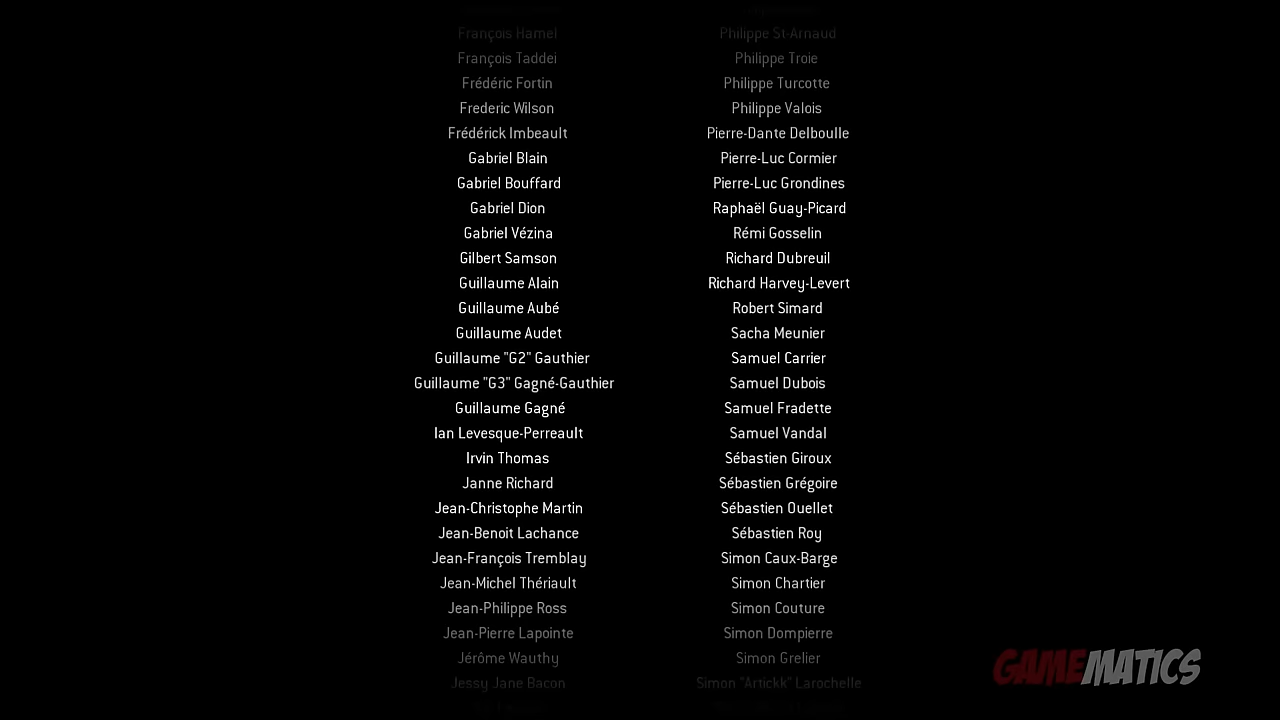 François Hamel
François Taddei
Frédéric Fortin
Frederic Wilson
Frédérick Imbeault
Gabriel Blain
Gabriel Bouffard
Gabriel Dion
Gabriel Vézina
Gilbert Samson
Guillaume Alain
Guillaume Aubé
Guillaume Audet
Guillaume "G2" Gauthier
Guillaume "G3" Gagné-Gauthier
Guillaume Gagné
Ian Levesque-Perreault
Irvin Thomas
Janne Richard
Jean-Christophe Martin
Jean-Benoit Lachance
Jean-François Tremblay
Jean-Michel Thériault
Jean-Philippe Ross
Jean-Pierre Lapointe
Jérôme Wauthy
Jessy Jane Bacon
Philippe St-Arnaud
Philippe Troie
Philippe Turcotte
Philippe Valois
Pierre-Dante Delboulle
Pierre-Luc Cormier
Pierre-Luc Grondines
Raphaël Guay-Picard
Rémi Gosselin
Richard Dubreuil
Richard Harvey-Levert
Robert Simard
Sacha Meunier
Samuel Carrier
Samuel Dubois
Samuel Fradette
Samuel Vandal
Sébastien Giroux
Sébastien Grégoire
Sébastien Ouellet
Sébastien Roy
Simon Caux-Barge
Simon Chartier
Simon Couture
Simon Dompierre
Simon Grelier
Simon "Artickk" Larochelle
GAMEMATICS